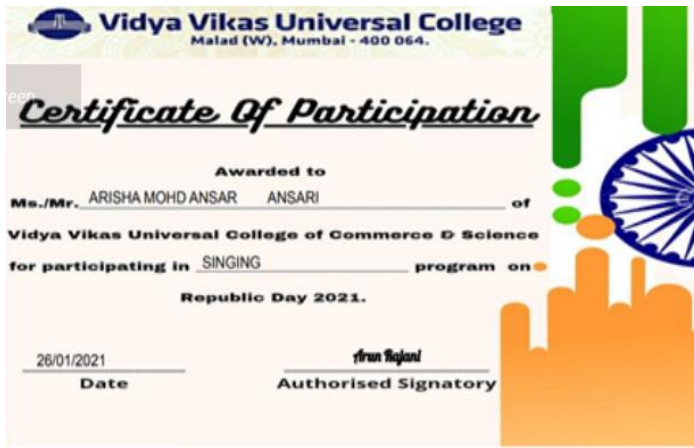 Vidya Vikas Universal College
Malad (W), Mumbai - 400 064.
reen
Certificate Of Participation
Awarded to
Ms./Mr. ARISHA MOHD ANSAR ANSARI of
Vidya Vikas Universal College of Commerce & Science
for participating in SINGING program on
Republic Day 2021.
26/01/2021 Arun Rajani
Date Authorised Signatory